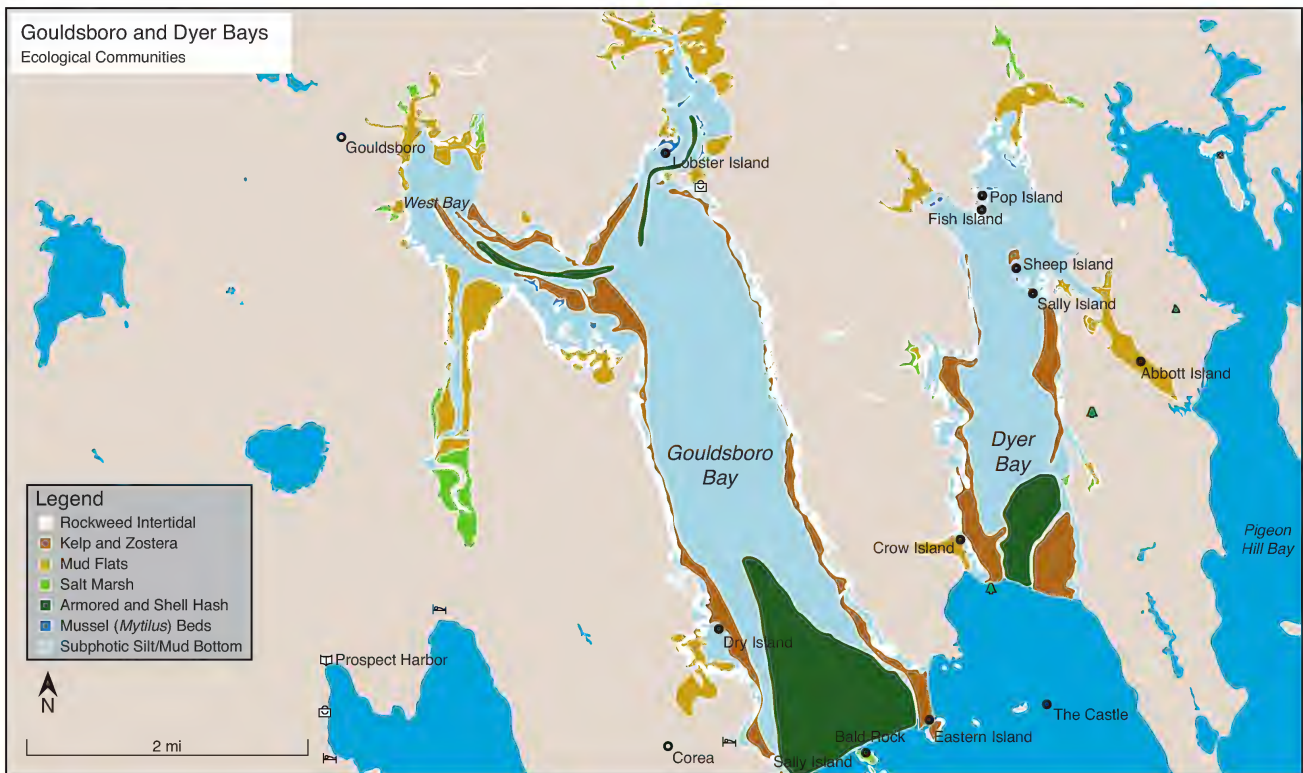 Gouldsboro and Dyer Bays
Ecological Communities
Gouldsboro
Lobster Island
West Bay
Pop Island
Fish Island
Sheep Island
Sally Island
Abbott Island
Gouldsboro
Bay
Dyer
Bay
Pigeon
Hill Bay
Crow Island
Legend
Rockweed Intertidal
Kelp and Zostera
Mud Flats
Salt Marsh
Armored and Shell Hash
Mussel (Mytilus) Beds
Subphotic Silt/Mud Bottom
Dry Island
Prospect Harbor
N
2 mi
The Castle
Bald Rock
Eastern Island
Corea
Sally Island